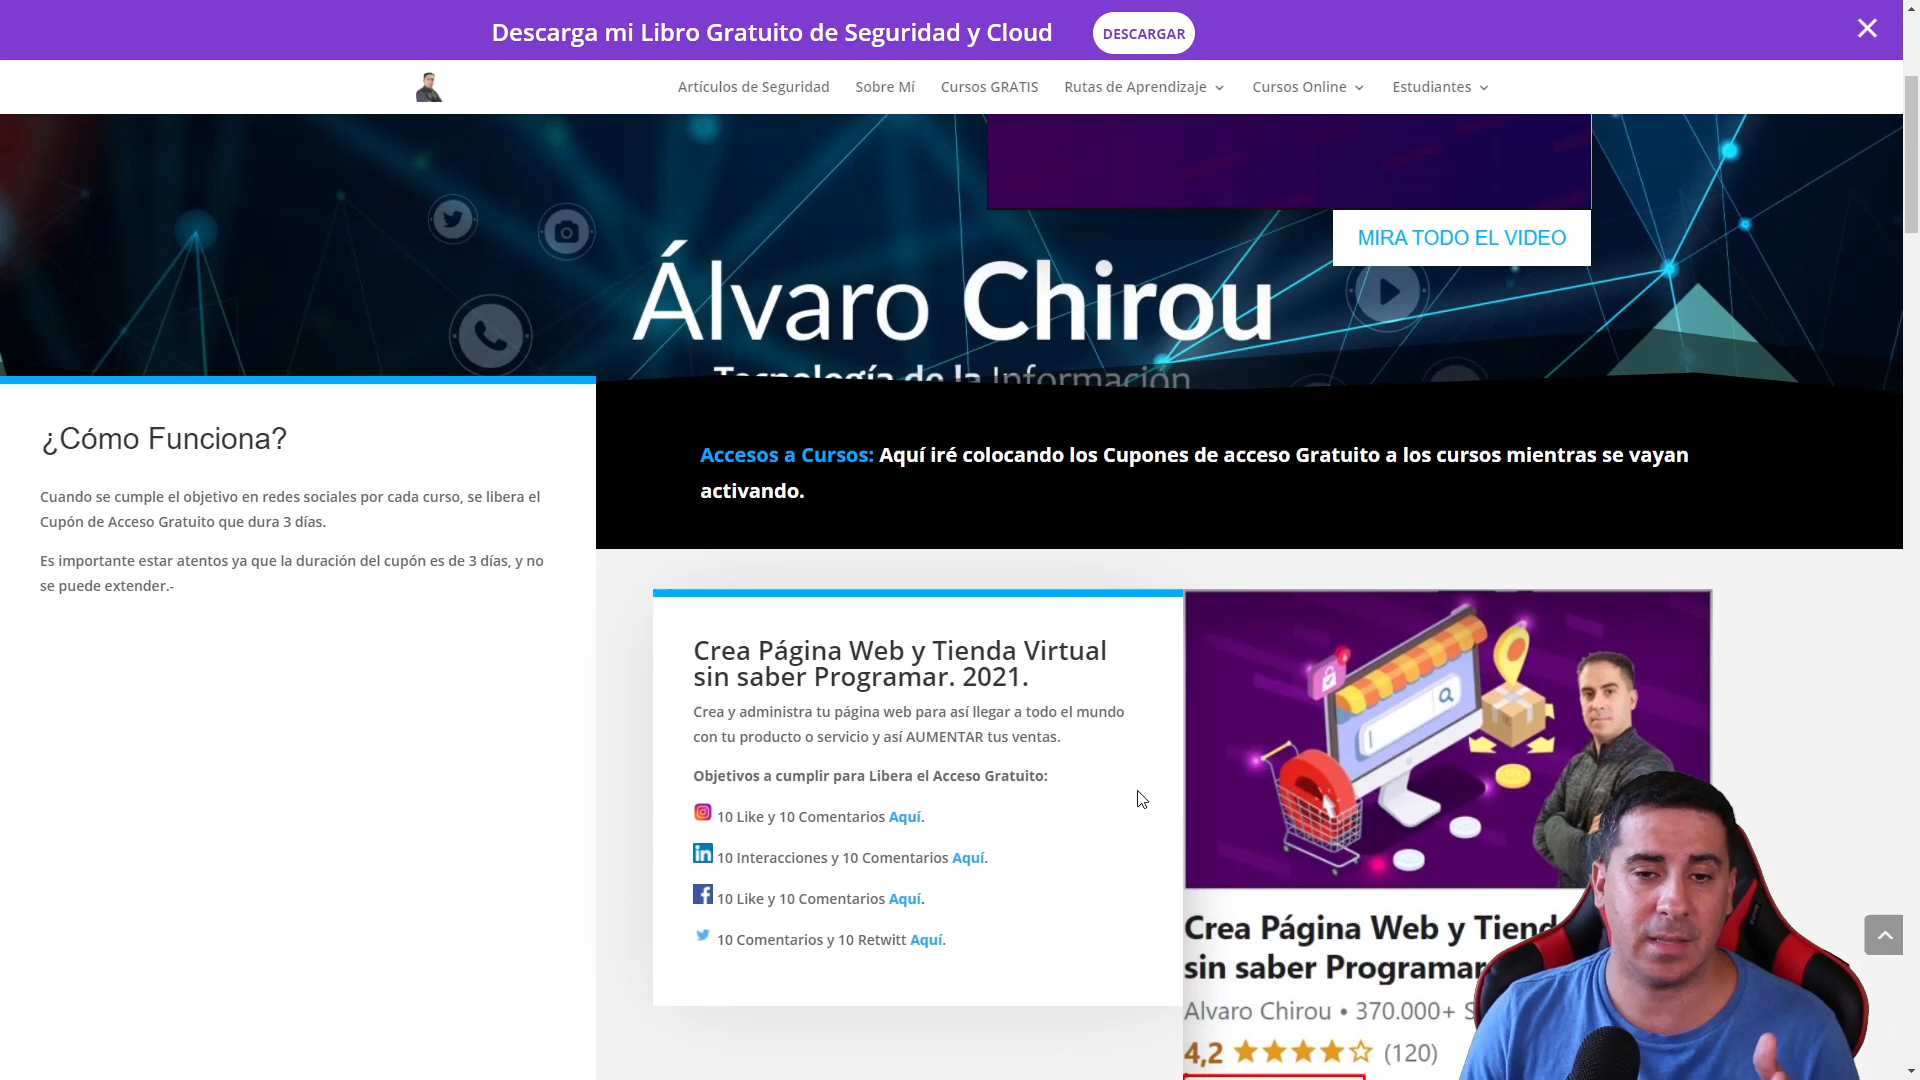 Descarga mi Libro Gratuito de Seguridad y Cloud
DESCARGAR
Artículos de Seguridad
Sobre Mí
Cursos GRATIS
Rutas de Aprendizaje
Cursos Online
Estudiantes
MIRA TODO EL VIDEO
Álvaro Chirou
Tecnología de la Información
¿Cómo Funciona?
Cuando se cumple el objetivo en redes sociales por cada curso, se libera el
Cupón de Acceso Gratuito que dura 3 días.
Es importante estar atentos ya que la duración del cupón es de 3 días, y no
se puede extender.-
Accesos a Cursos: Aquí iré colocando los Cupones de acceso Gratuito a los cursos mientras se vayan
activando.
Crea Página Web y Tienda Virtual
sin saber Programar. 2021.
Crea y administra tu página web para así llegar a todo el mundo
con tu producto o servicio y así AUMENTAR tus ventas.
Objetivos a cumplir para Libera el Acceso Gratuito:
10 Like y 10 Comentarios Aquí.
10 Interacciones y 10 Comentarios Aquí.
10 Like y 10 Comentarios Aquí.
10 Comentarios y 10 Retwitt Aquí.
Crea Página Web y Tiend
sin saber Programar
Alvaro Chirou • 370.000+ S
4,2 (120)